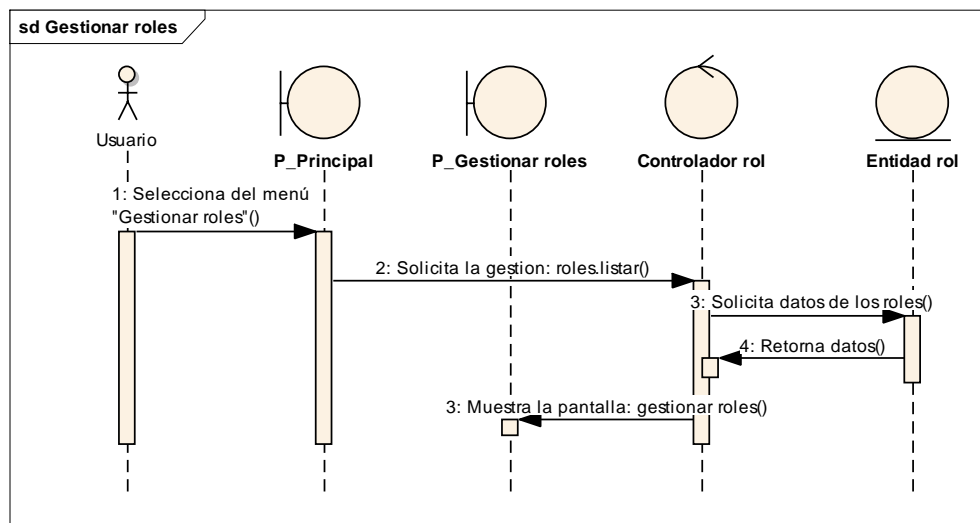 sd Gestionar roles
Usuario
P_Principal
P_Gestionar roles
Controlador rol
Entidad rol
1: Selecciona del menú
"Gestionar roles"()
2: Solicita la gestion: roles.listar()
3: Solicita datos de los roles()
4: Retorna datos()
3: Muestra la pantalla: gestionar roles()